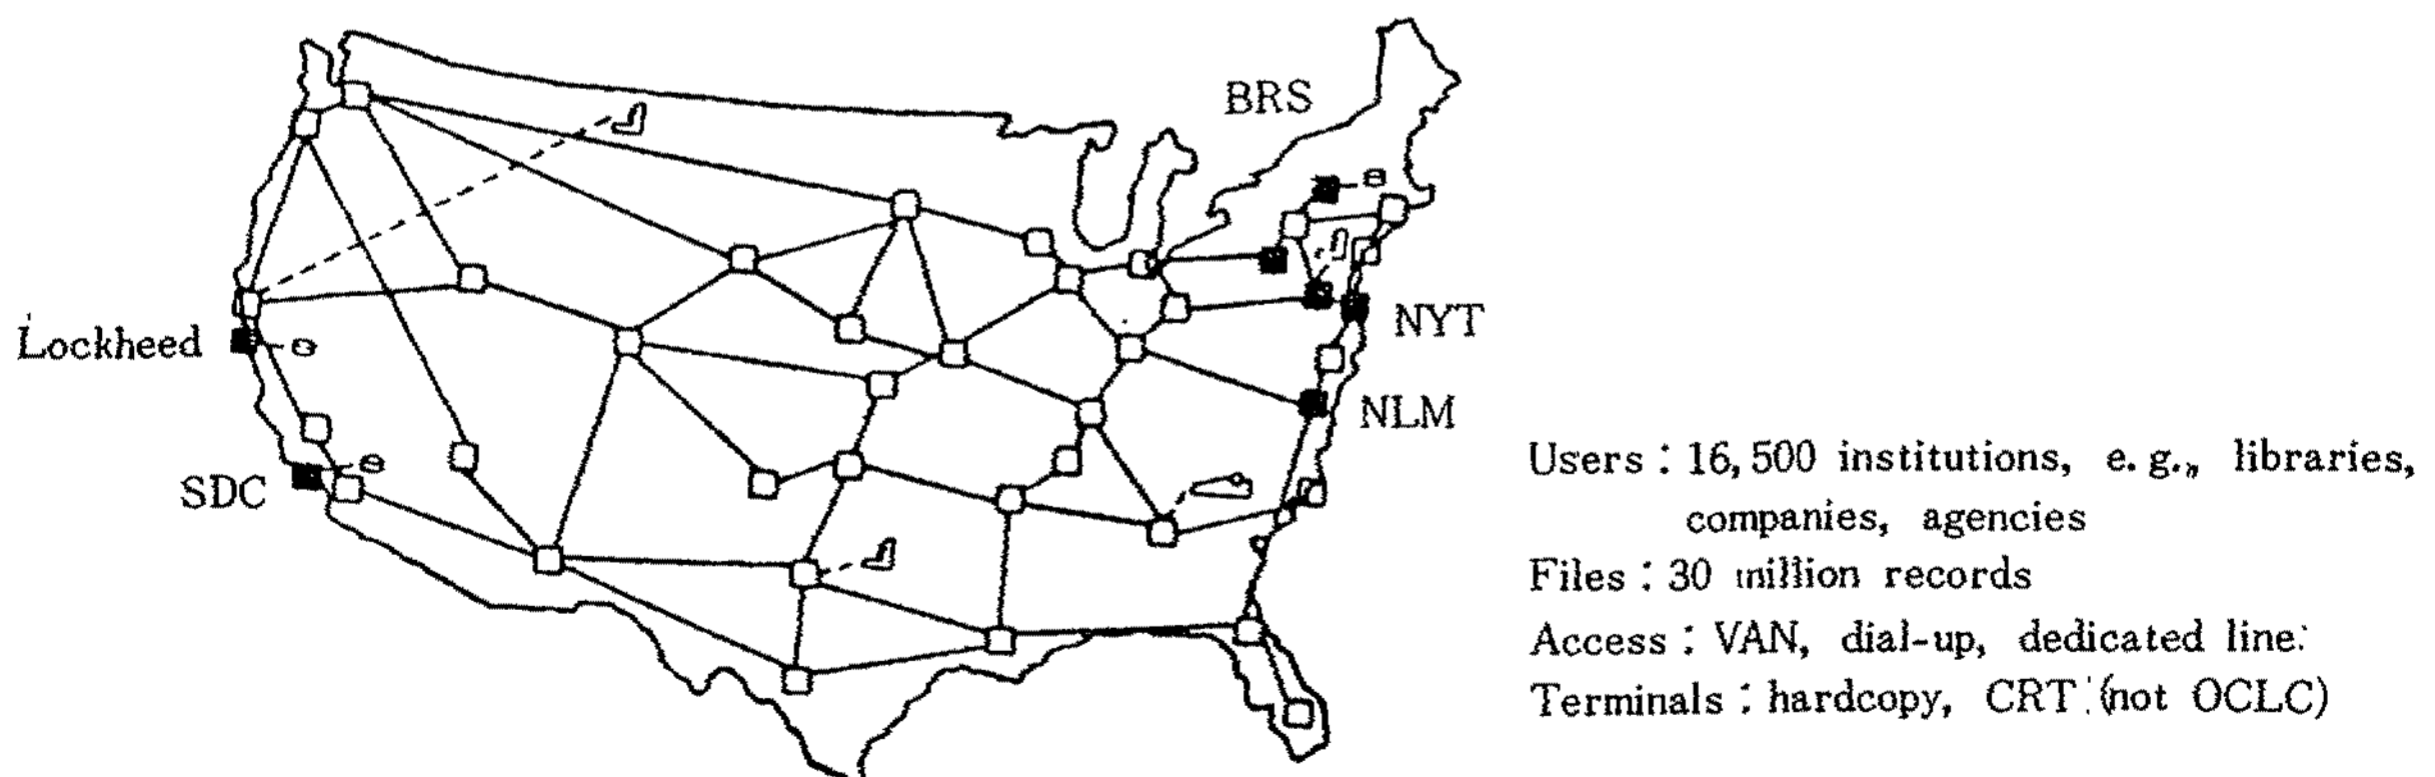 BRS
Lockheed
NYT
NLM
SDC
Users : 16,500 institutions, e.g., libraries,
companies, agencies
Files : 30 million records
Access : VAN, dial-up, dedicated line.
Terminals : hardcopy, CRT (not OCLC)